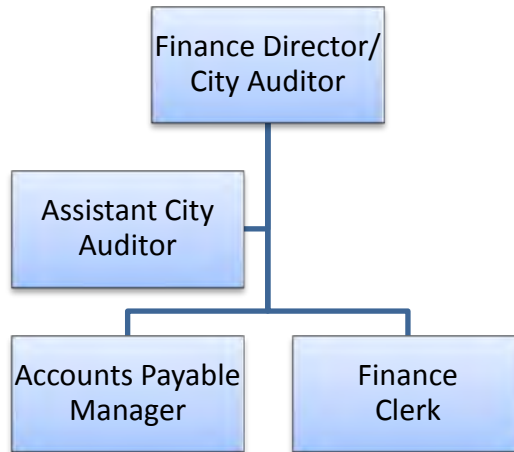 Finance Director/
City Auditor
Assistant City
Auditor
Accounts Payable
Manager
Finance
Clerk